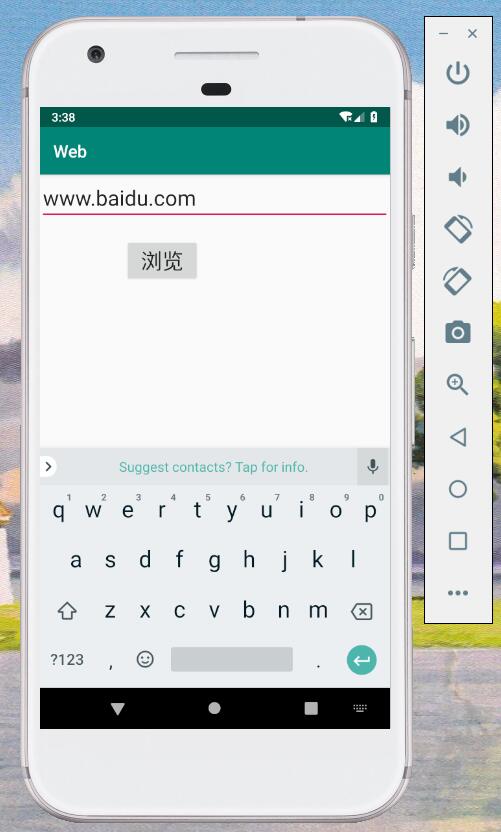 3:38
Web
www.baidu.com
浏览
Suggest contacts? Tap for info.
1 2 3 4 5 6 7 8 9 0
q w e r t y u i o p
a s d f g h j k l
z x c v b n m
?123 , .